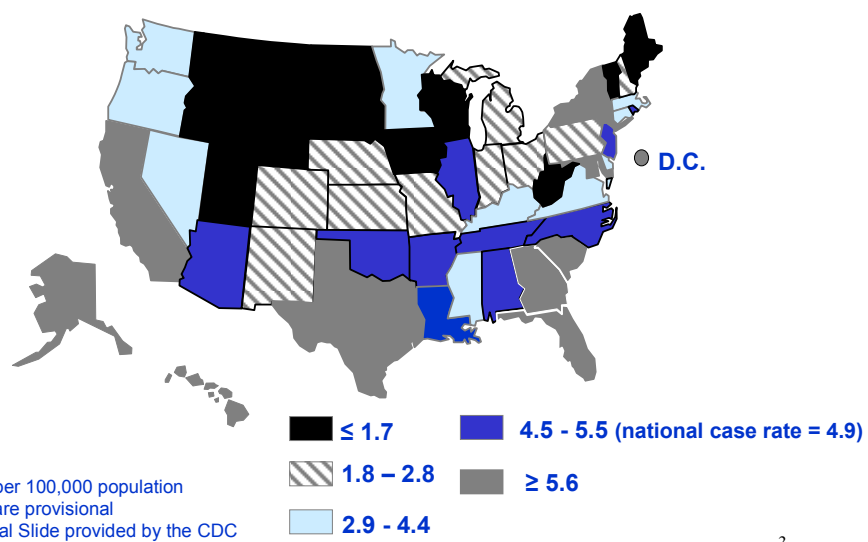 D.C.
≤ 1.7
4.5 - 5.5 (national case rate = 4.9)
1.8 – 2.8
≥ 5.6
2.9 - 4.4
per 100,000 population
are provisional
al Slide provided by the CDC